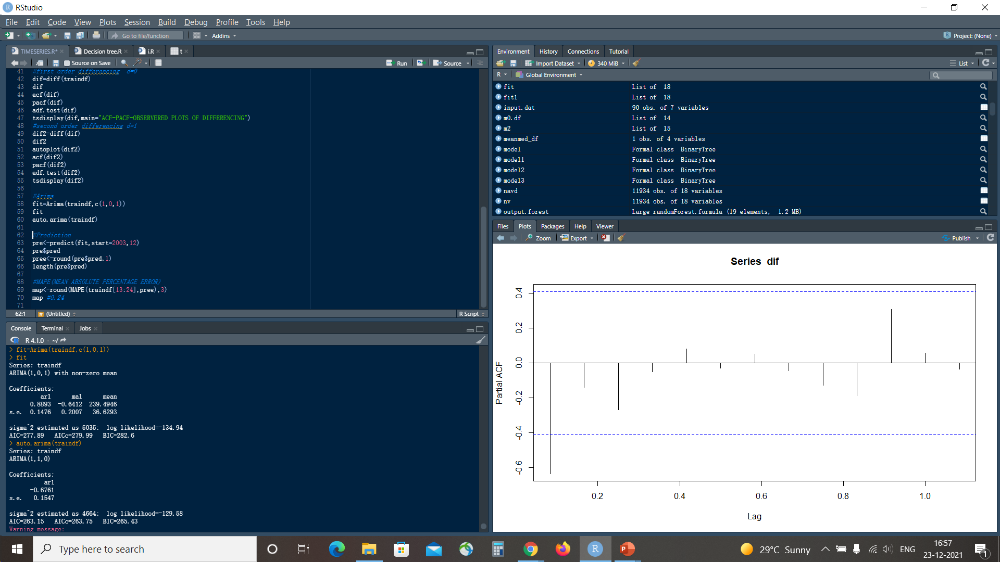 RStudio
File Edit Code View Plots Session Build Debug Profile Tools Help
Go to file/function Addins Project: (None)
TIMESERIES.R* Decision tree.R i.R t
Source on Save Run Source
41 #first order differencing d=0
42 dif=diff(traindf)
43 dif
44 acf(dif)
45 pacf(dif)
46 adf.test(dif)
47 tsdisplay(dif,main="ACF-PACF-OBSERVERED PLOTS OF DIFFERENCING")
48 #second order differencing d=1
49 dif2=diff(dif)
50 dif2
51 autoplot(dif2)
52 acf(dif2)
53 pacf(dif2)
54 adf.test(dif2)
55 tsdisplay(dif2)
56
57 #Arima
58 fit=Arima(traindf,c(1,0,1))
59 fit
60 auto.arima(traindf)
61
62 #Prediction
63 pre<-predict(fit,start=2003,12)
64 pre$pred
65 pree<-round(pre$pred,1)
66 length(pre$pred)
67
68 #MAPE(MEAN ABSOLUTE PERCENTAGE ERROR)
69 map<-round(MAPE(traindf[13:24],pree),3)
70 map #0.24
71
62:1 # (Untitled) R Script
Console Terminal Jobs
R 4.1.0 · ~/
> fit=Arima(traindf,c(1,0,1))
> fit
Series: traindf
ARIMA(1,0,1) with non-zero mean
Coefficients:
ar1 ma1 mean
0.8893 -0.6412 239.4946
s.e. 0.1476 0.2007 36.6293
sigma^2 estimated as 5035: log likelihood=-134.94
AIC=277.89 AICc=279.99 BIC=282.6
> auto.arima(traindf)
Series: traindf
ARIMA(1,1,0)
Coefficients:
ar1
-0.6761
s.e. 0.1547
sigma^2 estimated as 4664: log likelihood=-129.58
AIC=263.15 AICc=263.75 BIC=265.43
Warning message:
Environment History Connections Tutorial
Import Dataset 340 MiB List
R Global Environment
fit List of 18
fit1 List of 18
input.dat 90 obs. of 7 variables
m0.df List of 14
m2 List of 15
meanmed_df 1 obs. of 4 variables
model Formal class BinaryTree
model1 Formal class BinaryTree
model2 Formal class BinaryTree
model3 Formal class BinaryTree
navd 11934 obs. of 18 variables
nv 11934 obs. of 18 variables
output.forest Large randomForest.formula (19 elements, 1.2 MB)
Files Plots Packages Help Viewer
Zoom Export Publish
Series dif
Partial ACF
0.4
0.2
0.0
-0.2
-0.4
-0.6
0.2 0.4 0.6 0.8 1.0
Lag
Type here to search
29°C Sunny ENG 16:57
23-12-2021
1